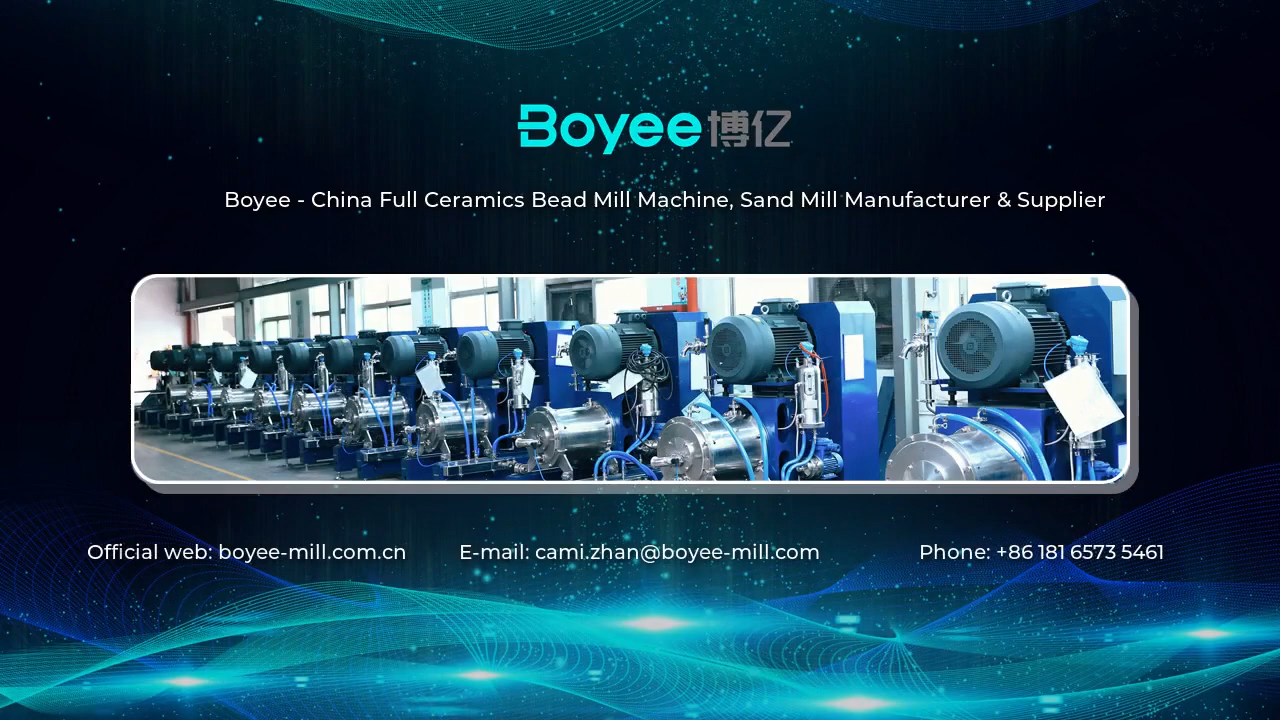 Boyee博亿
Boyee - China Full Ceramics Bead Mill Machine, Sand Mill Manufacturer & Supplier
Official web: boyee-mill.com.cn E-mail: cami.zhan@boyee-mill.com Phone: +86 181 6573 5461